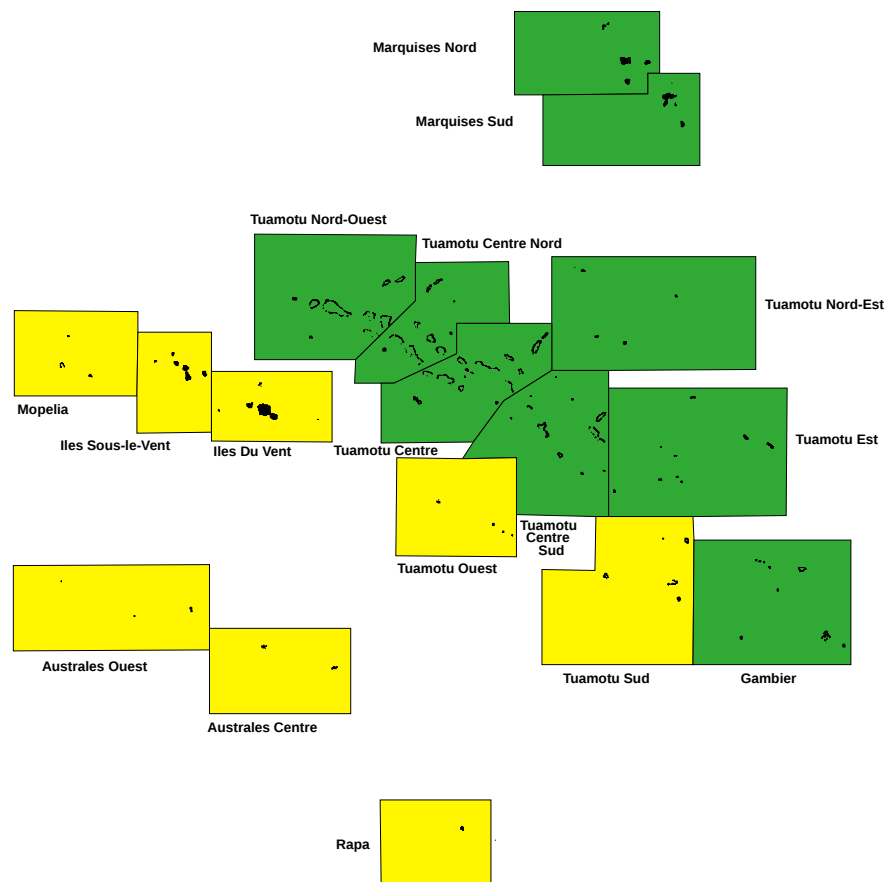 Marquises Nord
Marquises Sud
Tuamotu Nord-Ouest
Tuamotu Centre Nord
Tuamotu Nord-Est
Mopelia
Iles Sous-le-Vent
Iles Du Vent
Tuamotu Centre
Tuamotu Est
Tuamotu Ouest
Tuamotu
Centre
Sud
Australes Ouest
Tuamotu Sud
Gambier
Australes Centre
Rapa